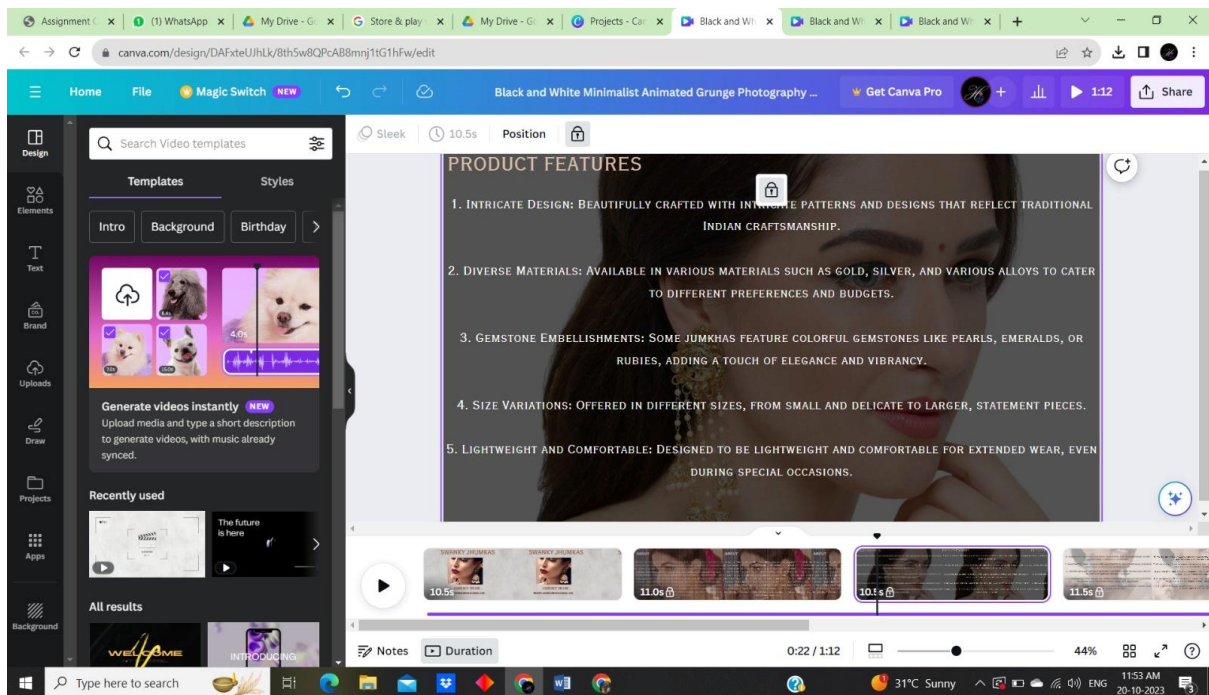 Assignment
(1) WhatsApp
My Drive - G
Store & play
My Drive - Go
Projects - Can
Black and Wh
Black and Wh
Black and Wh
canva.com/design/DAFxteUJhLk/8th5w8QPcAB8mnj1tG1hFw/edit
Home
File
Magic Switch NEW
Black and White Minimalist Animated Grunge Photography ...
Get Canva Pro
1:12
Share
Design
Elements
Text
Brand
Uploads
Draw
Projects
Apps
Background
Search Video templates
Templates
Styles
Intro
Background
Birthday
4.0s
Generate videos instantly NEW
Upload media and type a short description
to generate videos, with music already
synced.
Recently used
The future
is here
All results
WELCOME
INTRODUCING
Sleek
10.5s
Position
PRODUCT FEATURES
1. INTRICATE DESIGN: BEAUTIFULLY CRAFTED WITH INTRICATE PATTERNS AND DESIGNS THAT REFLECT TRADITIONAL
INDIAN CRAFTSMANSHIP.
2. DIVERSE MATERIALS: AVAILABLE IN VARIOUS MATERIALS SUCH AS GOLD, SILVER, AND VARIOUS ALLOYS TO CATER
TO DIFFERENT PREFERENCES AND BUDGETS.
3. GEMSTONE EMBELLISHMENTS: SOME JUMKHAS FEATURE COLORFUL GEMSTONES LIKE PEARLS, EMERALDS, OR
RUBIES, ADDING A TOUCH OF ELEGANCE AND VIBRANCY.
4. SIZE VARIATIONS: OFFERED IN DIFFERENT SIZES, FROM SMALL AND DELICATE TO LARGER, STATEMENT PIECES.
5. LIGHTWEIGHT AND COMFORTABLE: DESIGNED TO BE LIGHTWEIGHT AND COMFORTABLE FOR EXTENDED WEAR, EVEN
DURING SPECIAL OCCASIONS.
SWANKY JHUMKAS
SWANKY JHUMKAS
10.5s
11.0s
10.5s
11.5s
Notes
Duration
0:22 / 1:12
44%
Type here to search
31°C Sunny
ENG
11:53 AM
20-10-2023